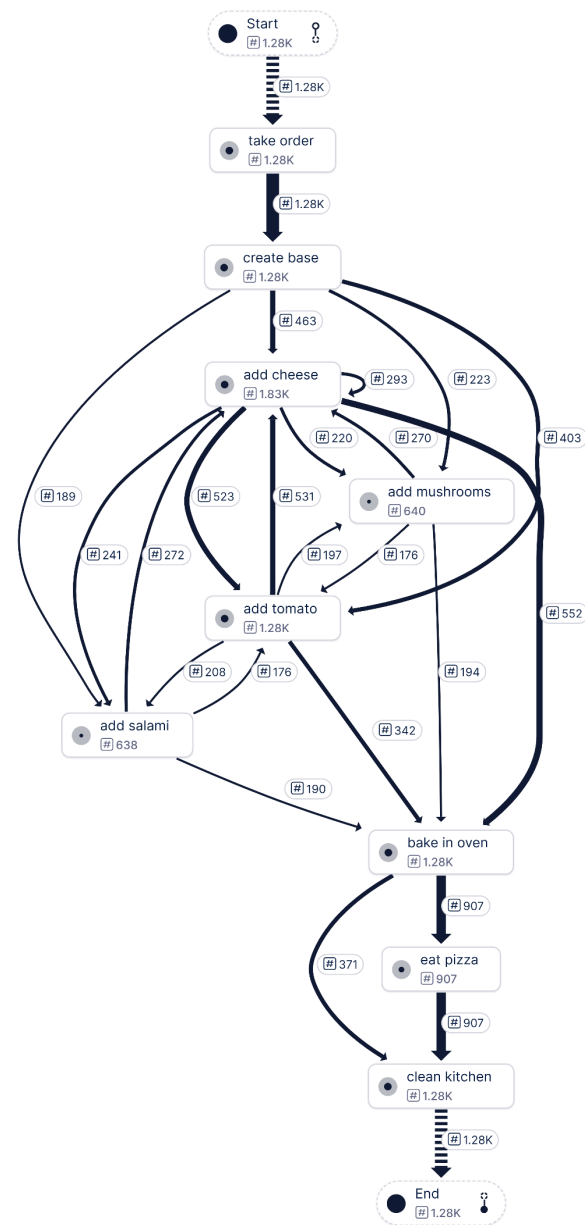 Start
# 1.28K
# 1.28K
take order
# 1.28K
# 1.28K
create base
# 1.28K
# 463
add cheese
# 1.83K
# 293
# 223
# 220
# 270
# 403
# 189
# 523
# 531
add mushrooms
# 640
# 241
# 272
# 197
# 176
add tomato
# 1.28K
# 552
# 208
# 176
# 194
add salami
# 638
# 342
# 190
bake in oven
# 1.28K
# 907
# 371
eat pizza
# 907
# 907
clean kitchen
# 1.28K
# 1.28K
End
# 1.28K